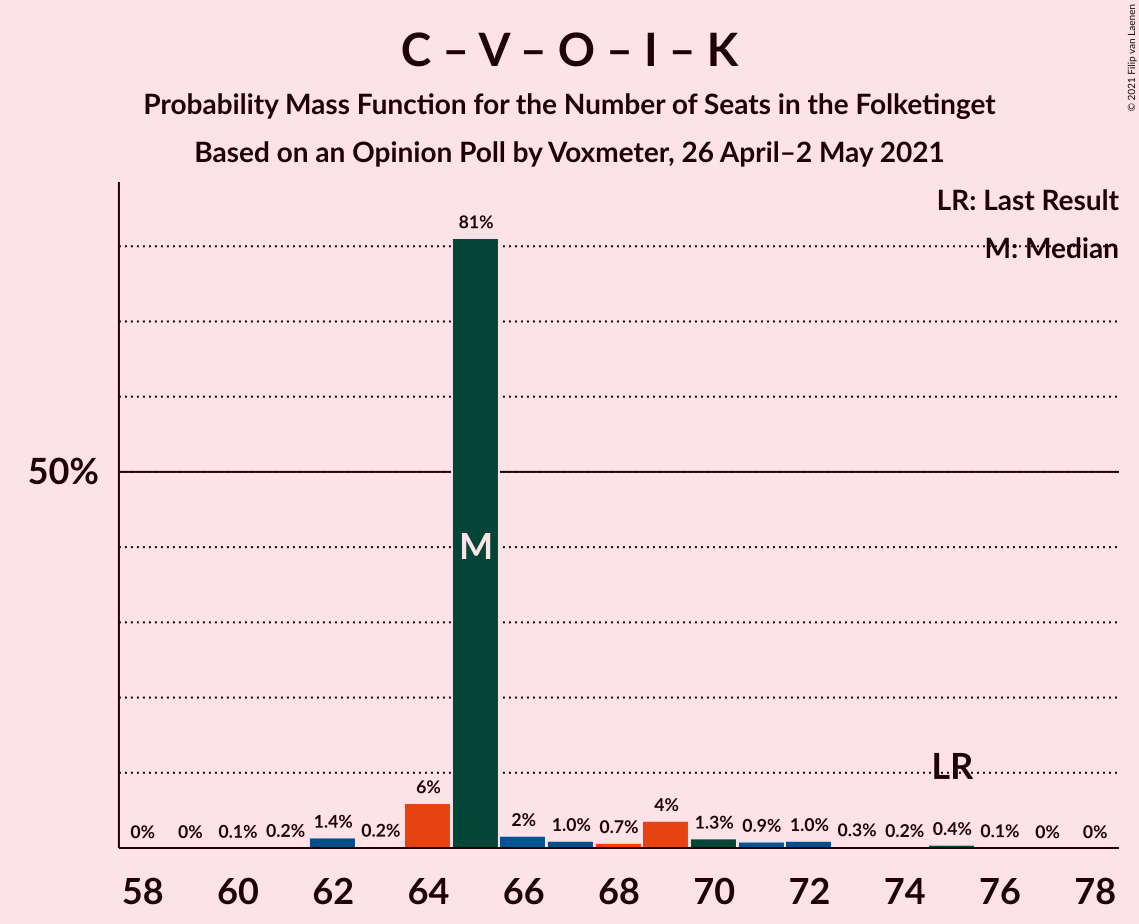 C – V – O – I – K
Probability Mass Function for the Number of Seats in the Folketinget
Based on an Opinion Poll by Voxmeter, 26 April–2 May 2021
© 2021 Filip van Laenen
LR: Last Result
M: Median
50%
0% 0% 0.1% 0.2% 1.4% 0.2% 6% 81% 2% 1.0% 0.7% 4% 1.3% 0.9% 1.0% 0.3% 0.2% 0.4% 0.1% 0% 0%
M
LR
58 60 62 64 66 68 70 72 74 76 78